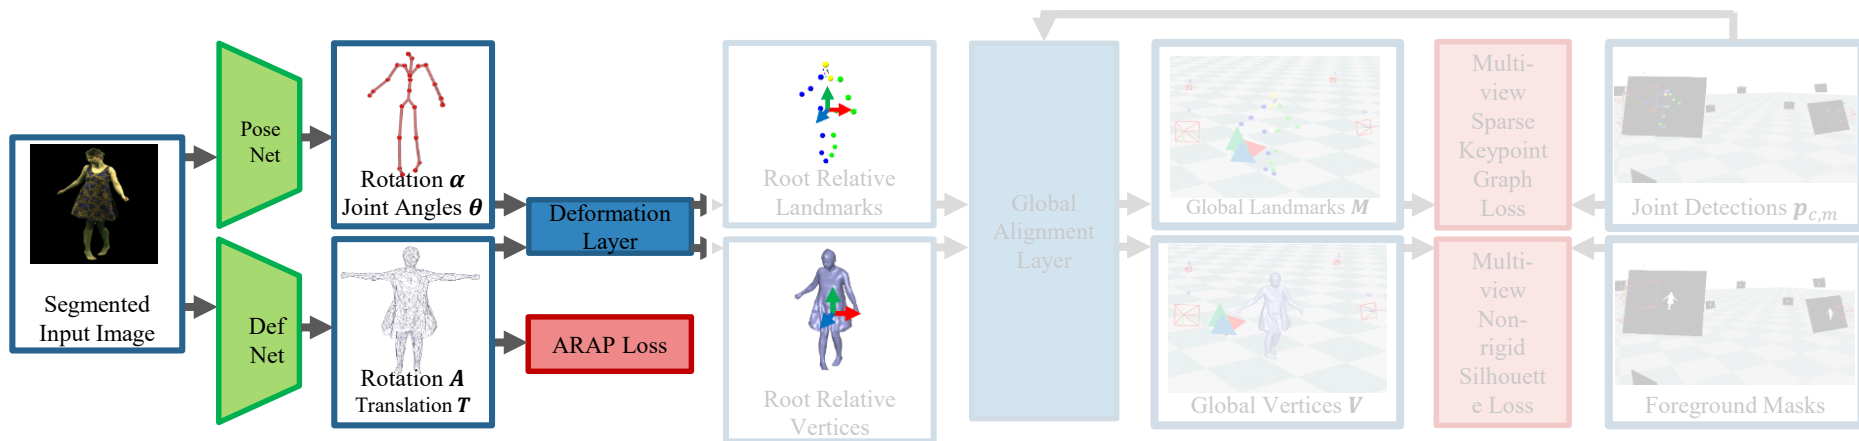 Segmented
Input Image
Pose
Net
Def
Net
Rotation α
Joint Angles θ
Rotation A
Translation T
Deformation
Layer
ARAP Loss
Root Relative
Landmarks
Root Relative
Vertices
Global
Alignment
Layer
Global Landmarks M
Global Vertices V
Multi-
view
Sparse
Keypoint
Graph
Loss
Multi-
view
Non-
rigid
Silhouett
e Loss
Joint Detections p c,m
Foreground Masks